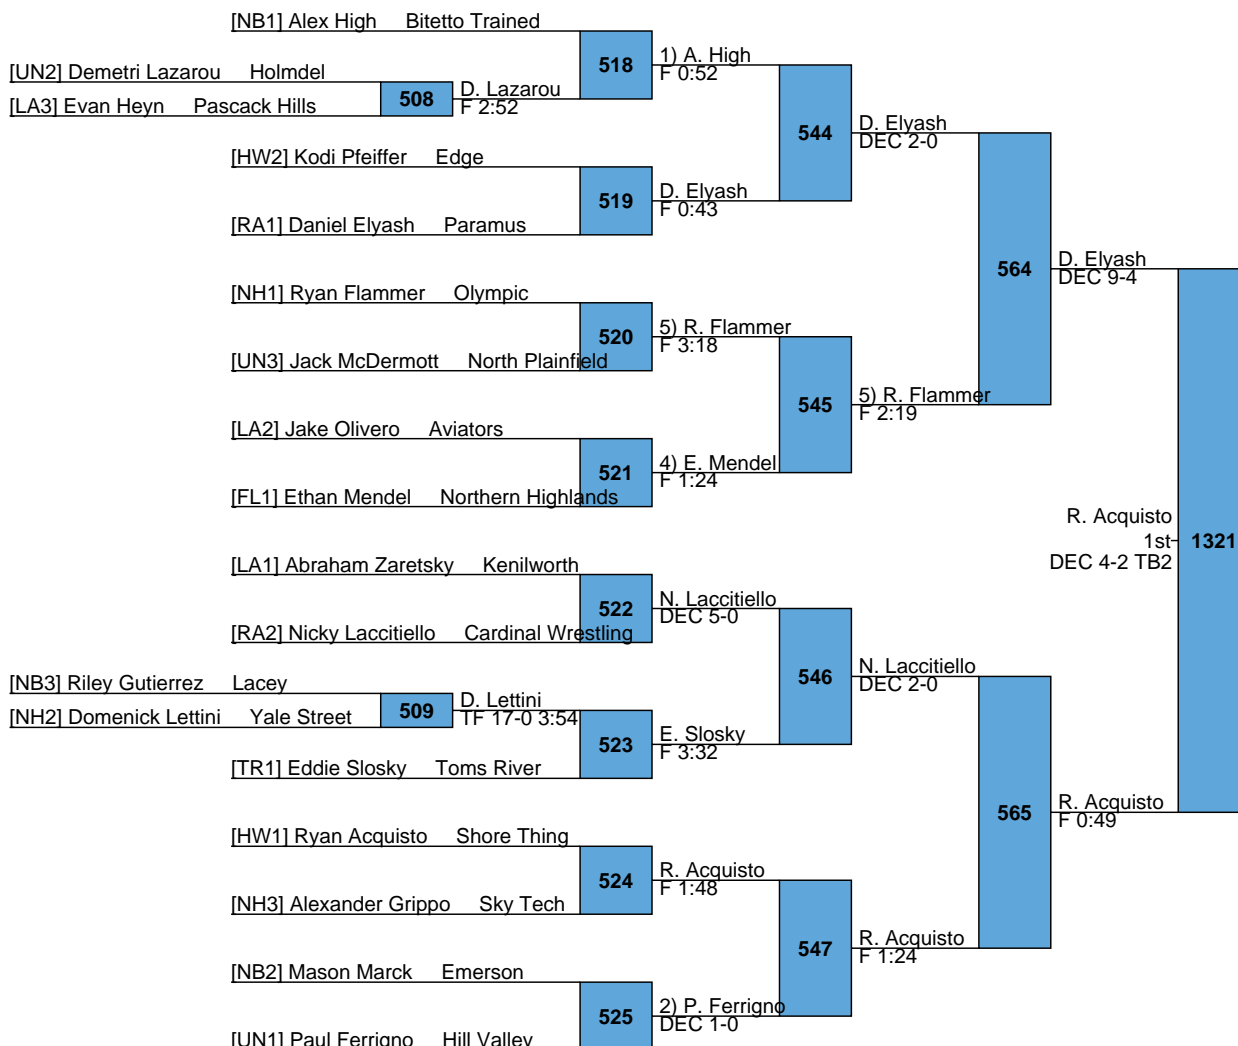 [NB1] Alex High Bitetto Trained
518
1) A. High
F 0:52
[UN2] Demetri Lazarou Holmdel
508
D. Lazarou
F 2:52
[LA3] Evan Heyn Pascack Hills
544
D. Elyash
DEC 2-0
[HW2] Kodi Pfeiffer Edge
519
D. Elyash
F 0:43
[RA1] Daniel Elyash Paramus
564
D. Elyash
DEC 9-4
[NH1] Ryan Flammer Olympic
520
5) R. Flammer
F 3:18
[UN3] Jack McDermott North Plainfield
545
5) R. Flammer
F 2:19
[LA2] Jake Olivero Aviators
521
4) E. Mendel
F 1:24
[FL1] Ethan Mendel Northern Highlands
R. Acquisto
1st
DEC 4-2 TB2
1321
[LA1] Abraham Zaretsky Kenilworth
522
N. Laccitiello
DEC 5-0
[RA2] Nicky Laccitiello Cardinal Wrestling
546
N. Laccitiello
DEC 2-0
[NB3] Riley Gutierrez Lacey
509
D. Lettini
TF 17-0 3:54
[NH2] Domenick Lettini Yale Street
523
E. Slosky
F 3:32
[TR1] Eddie Slosky Toms River
565
R. Acquisto
F 0:49
[HW1] Ryan Acquisto Shore Thing
524
R. Acquisto
F 1:48
[NH3] Alexander Grippo Sky Tech
547
R. Acquisto
F 1:24
[NB2] Mason Marck Emerson
525
2) P. Ferrigno
DEC 1-0
[UN1] Paul Ferrigno Hill Valley